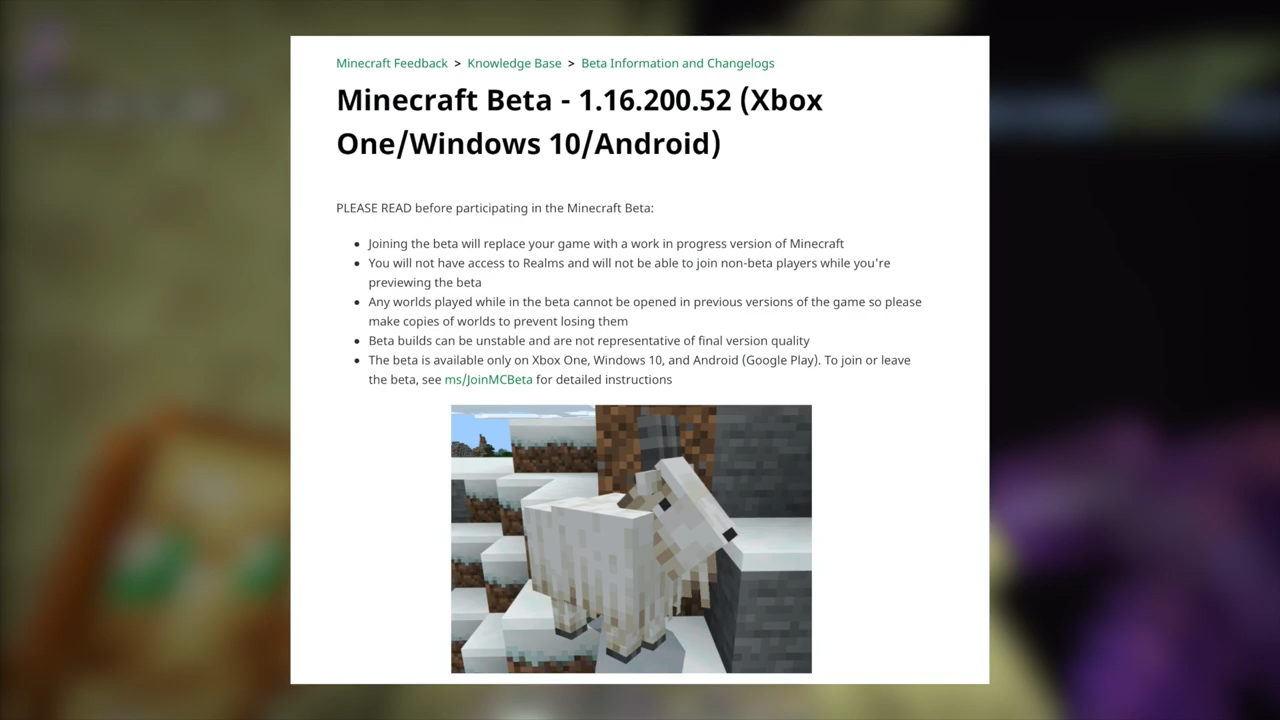 Minecraft Feedback > Knowledge Base > Beta Information and Changelogs
Minecraft Beta - 1.16.200.52 (Xbox
One/Windows 10/Android)
PLEASE READ before participating in the Minecraft Beta:
• Joining the beta will replace your game with a work in progress version of Minecraft
• You will not have access to Realms and will not be able to join non-beta players while you're
previewing the beta
• Any worlds played while in the beta cannot be opened in previous versions of the game so please
make copies of worlds to prevent losing them
• Beta builds can be unstable and are not representative of final version quality
• The beta is available only on Xbox One, Windows 10, and Android (Google Play). To join or leave
the beta, see ms/JoinMCBeta for detailed instructions